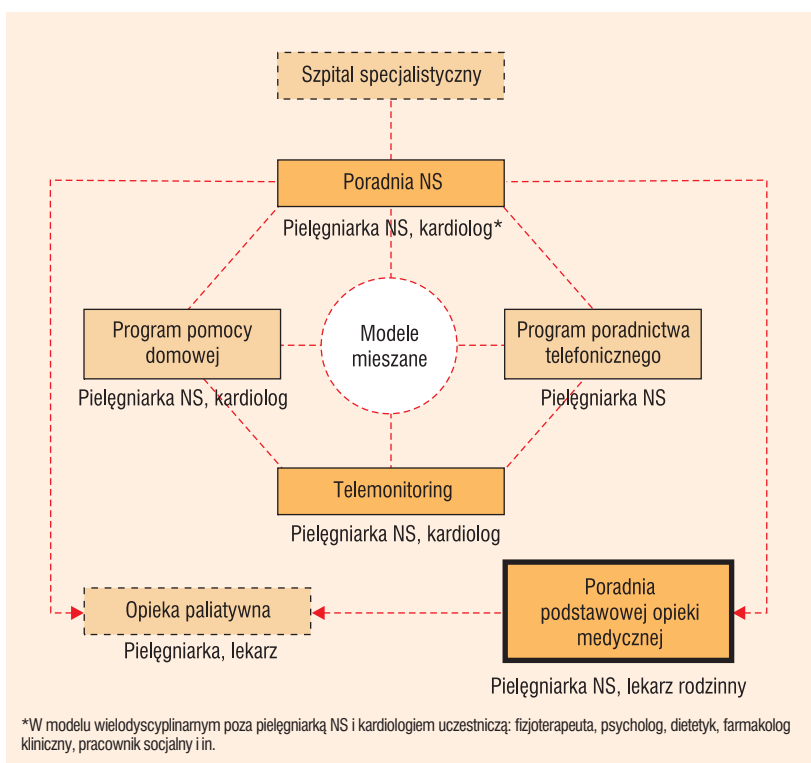 Szpital specjalistyczny
Poradnia NS
Pielęgniarka NS, kardiolog*
Program pomocy
domowej
Pielęgniarka NS, kardiolog
Modele
mieszane
Program poradnictwa
telefonicznego
Pielęgniarka NS
Telemonitoring
Pielęgniarka NS, kardiolog
Opieka paliatywna
Pielęgniarka, lekarz
Poradnia
podstawowej opieki
medycznej
Pielęgniarka NS, lekarz rodzinny
*W modelu wielodyscyplinarnym poza pielęgniarką NS i kardiologiem uczestniczą: fizjoterapeuta, psycholog, dietetyk, farmakolog
kliniczny, pracownik socjalny i in.